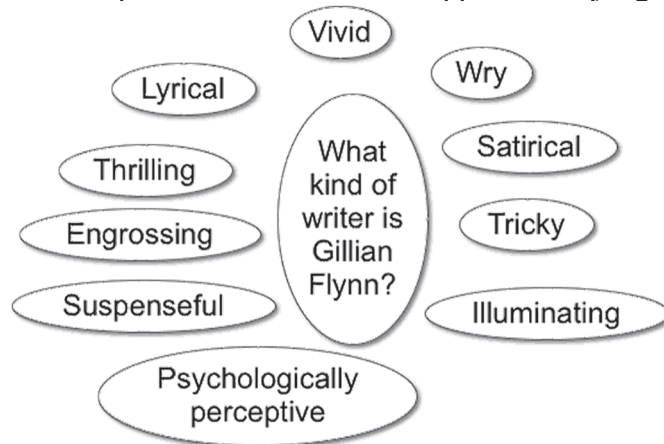 Vivid
Wry
Lyrical
Satirical
Thrilling
What
kind of
writer is
Gillian
Flynn?
Tricky
Engrossing
Suspenseful
Illuminating
Psychologically
perceptive